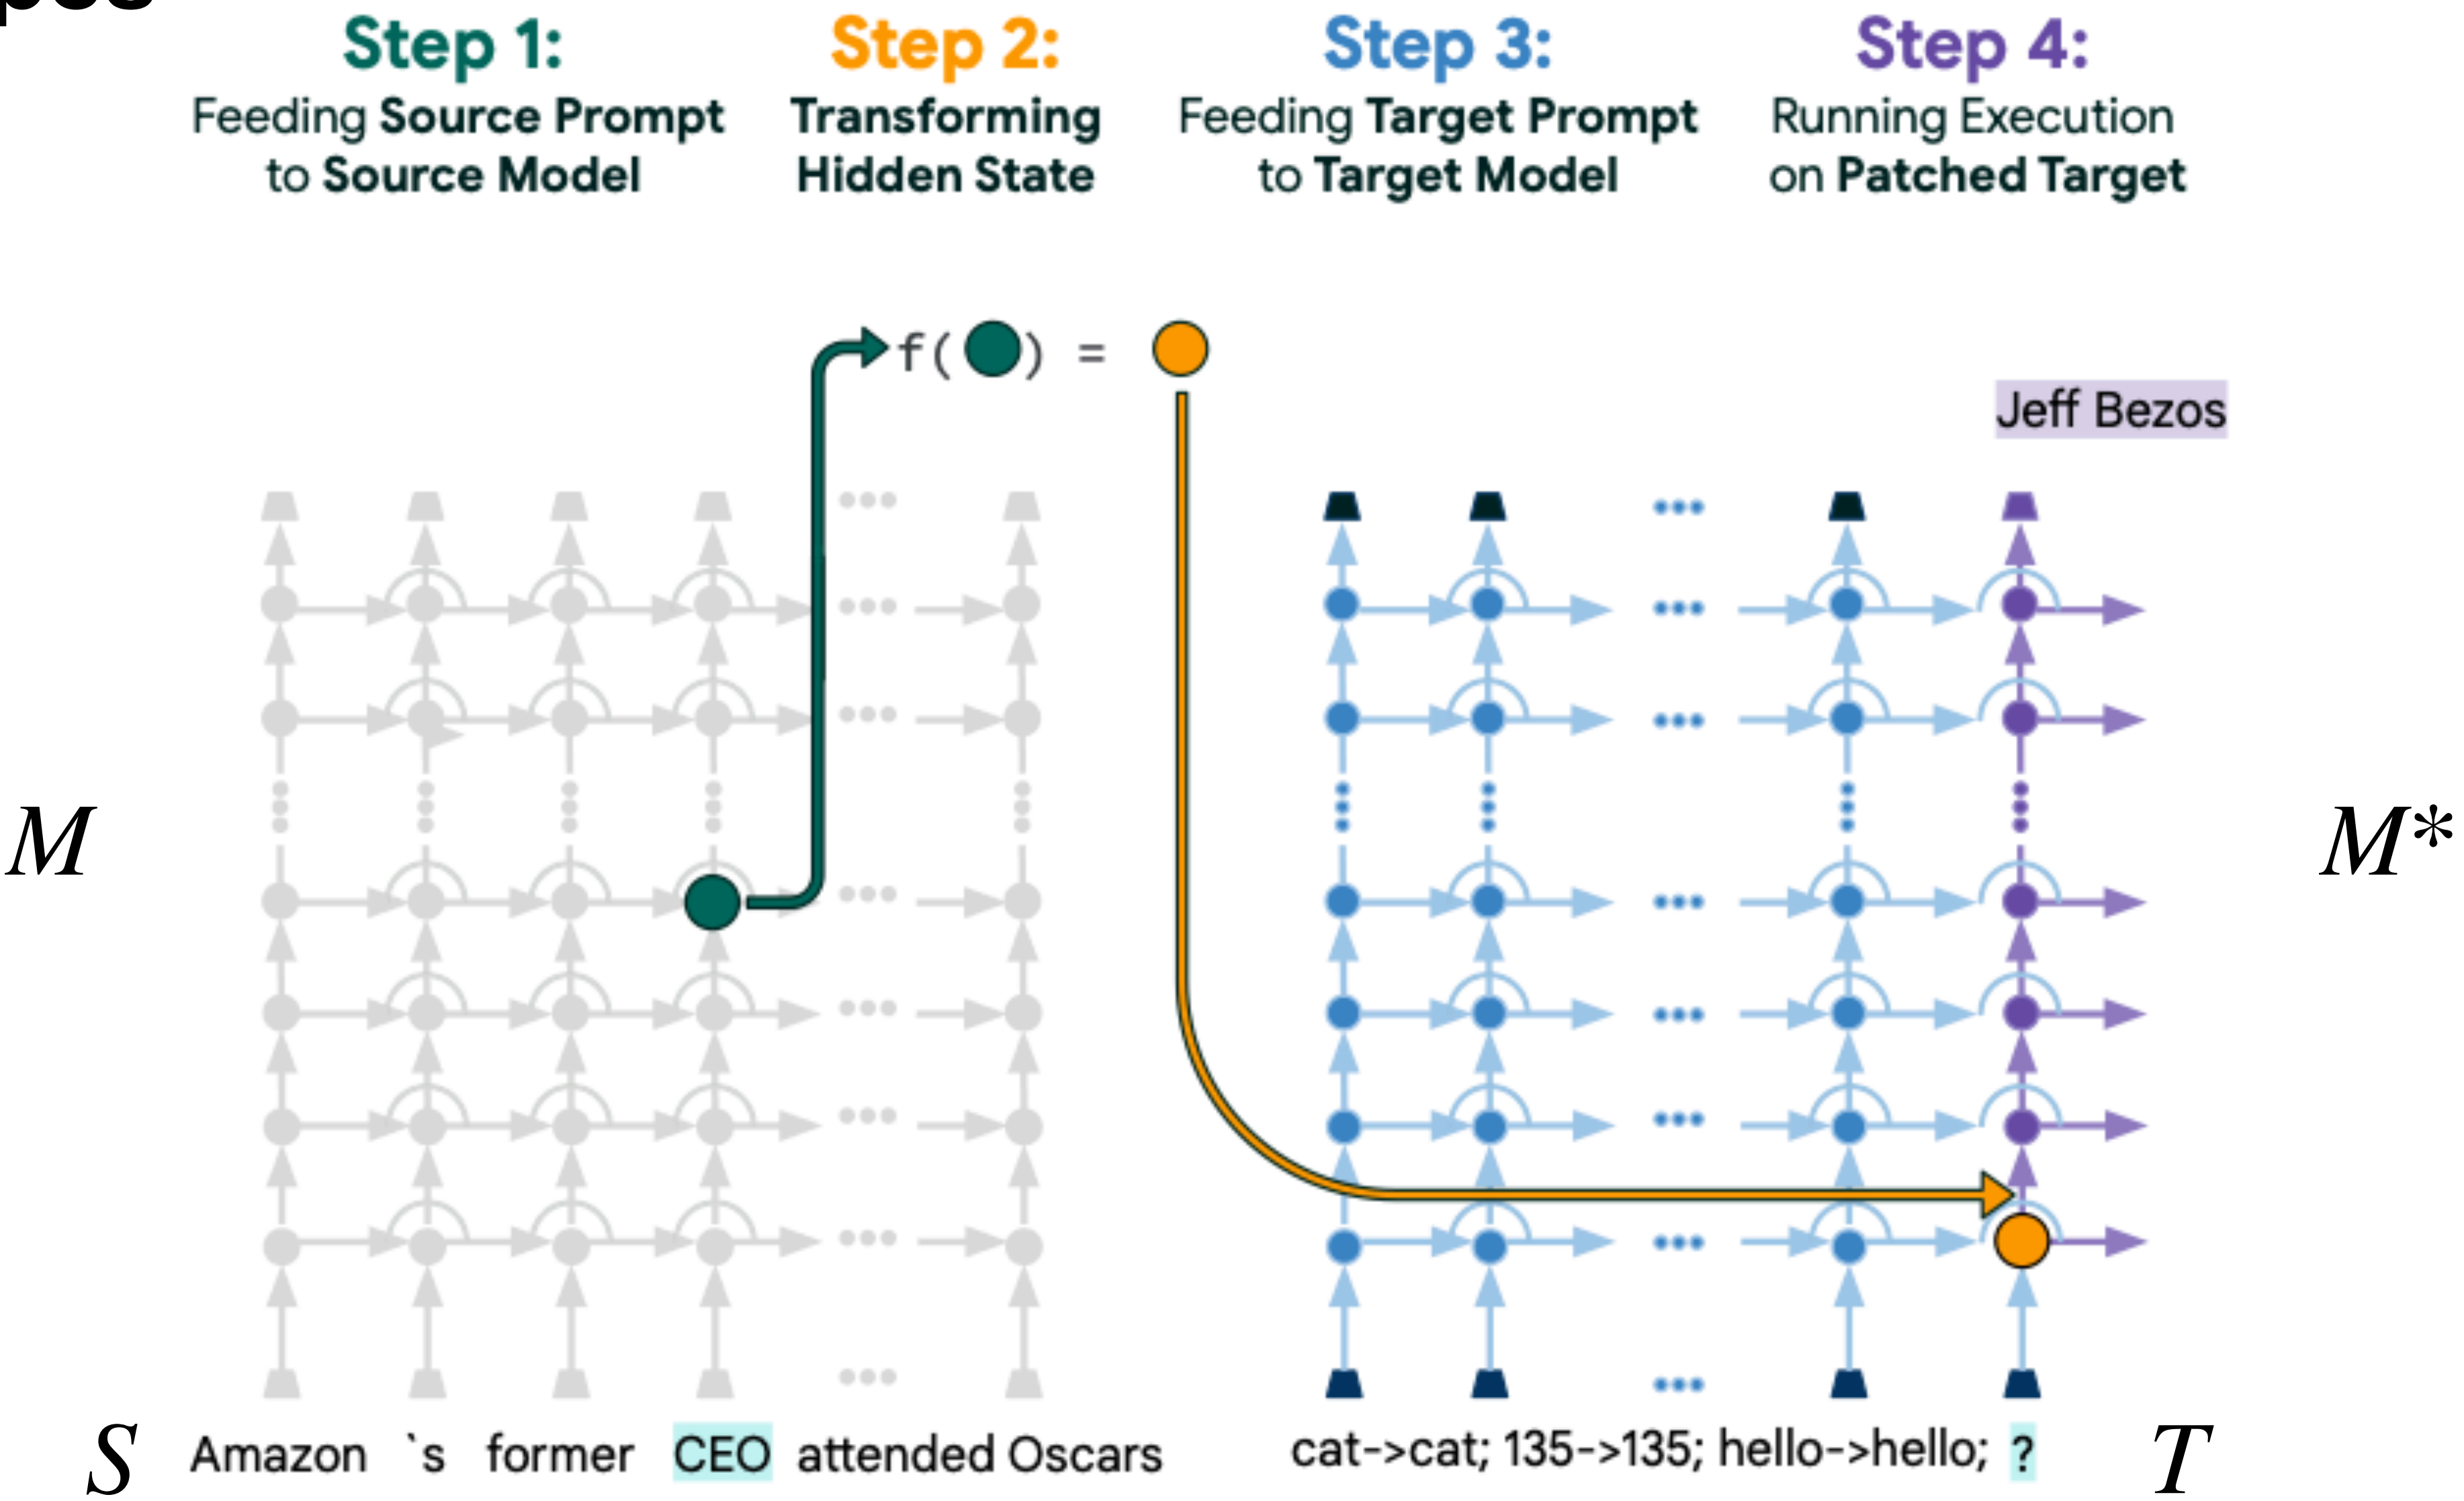 Step 1:
Feeding Source Prompt
to Source Model
Step 2:
Transforming
Hidden State
Step 3:
Feeding Target Prompt
to Target Model
Step 4:
Running Execution
on Patched Target
f( ) =
Jeff Bezos
M
M*
S
Amazon `s former CEO attended Oscars
cat->cat; 135->135; hello->hello; ?
T